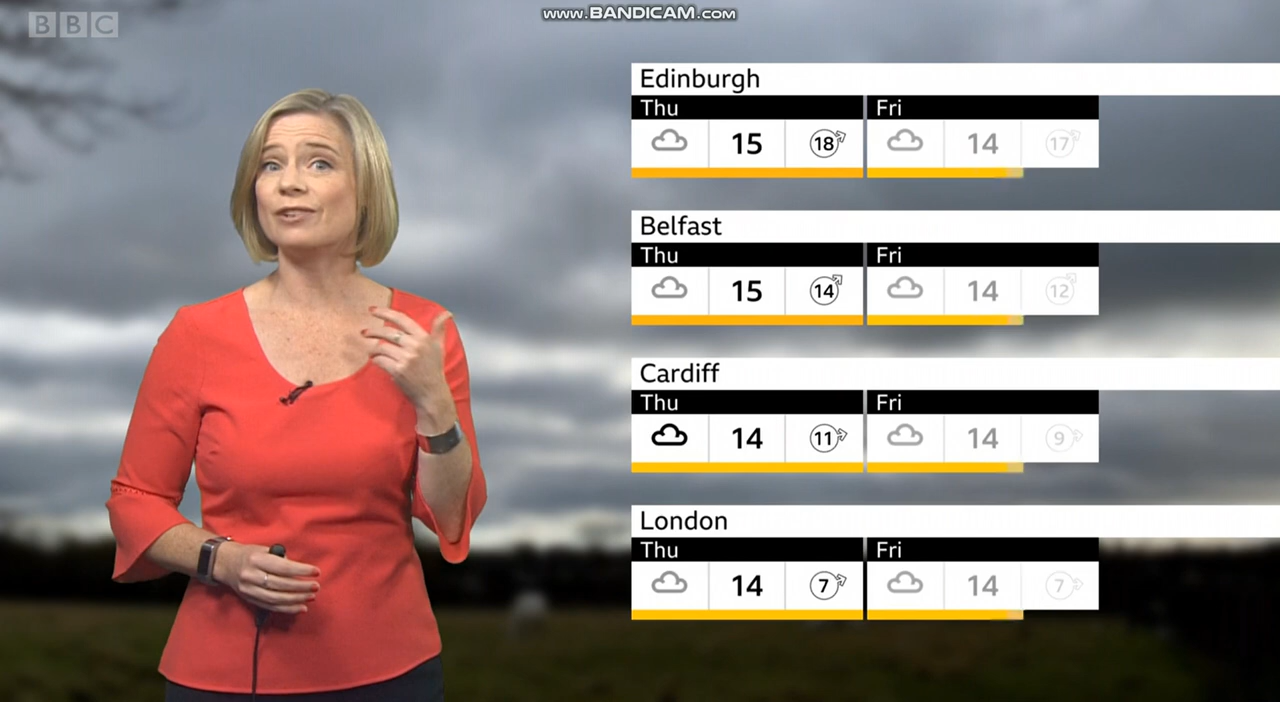 BBC
www.BANDICAM.com
Edinburgh
Thu Fri
15 18 14 17
Belfast
Thu Fri
15 14 14 12
Cardiff
Thu Fri
14 11 14 9
London
Thu Fri
14 7 14 7